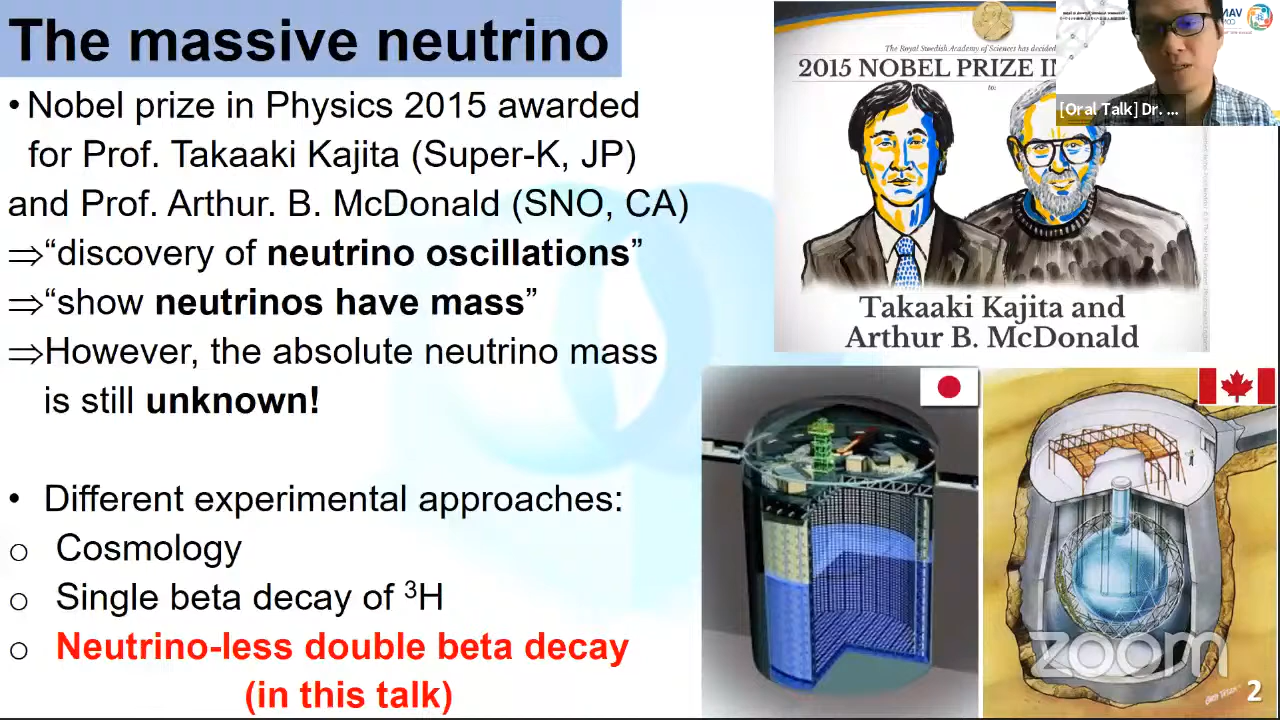 The massive neutrino
• Nobel prize in Physics 2015 awarded
for Prof. Takaaki Kajita (Super-K, JP)
and Prof. Arthur. B. McDonald (SNO, CA)
⇒“discovery of neutrino oscillations”
⇒“show neutrinos have mass”
⇒However, the absolute neutrino mass
is still unknown!
• Different experimental approaches:
○ Cosmology
○ Single beta decay of ³H
○ Neutrino-less double beta decay
(in this talk)
The Royal Swedish Academy of Sciences has decided
2015 NOBEL PRIZE IN
to:
Takaaki Kajita and
Arthur B. McDonald
[Oral Talk] Dr. ...
VAN
zoom
2